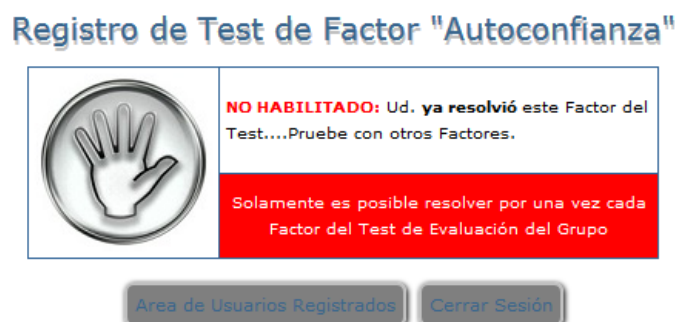 Registro de Test de Factor "Autoconfianza"
NO HABILITADO: Ud. ya resolvió este Factor del
Test....Pruebe con otros Factores.
Solamente es posible resolver por una vez cada
Factor del Test de Evaluación del Grupo
Area de Usuarios Registrados
Cerrar Sesión